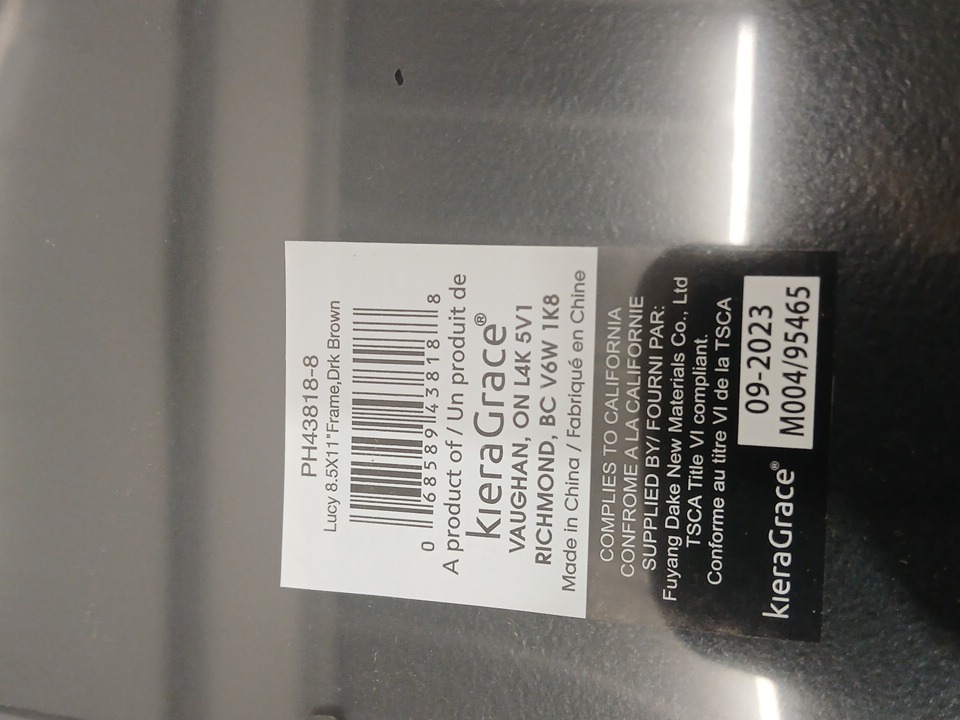 PH43818-8
Lucy 8.5X11"Frame,Drk Brown
0 68589 43818 8
A product of / Un produit de
kieraGrace®
VAUGHAN, ON L4K 5V1
RICHMOND, BC V6W 1K8
Made in China / Fabriqué en Chine
COMPLIES TO CALIFORNIA
CONFROME A LA CALIFORNIE
SUPPLIED BY/ FOURNI PAR:
Fuyang Dake New Materials Co., Ltd
TSCA Title VI compliant.
Conforme au titre VI de la TSCA
kieraGrace®
09-2023
M004/95465